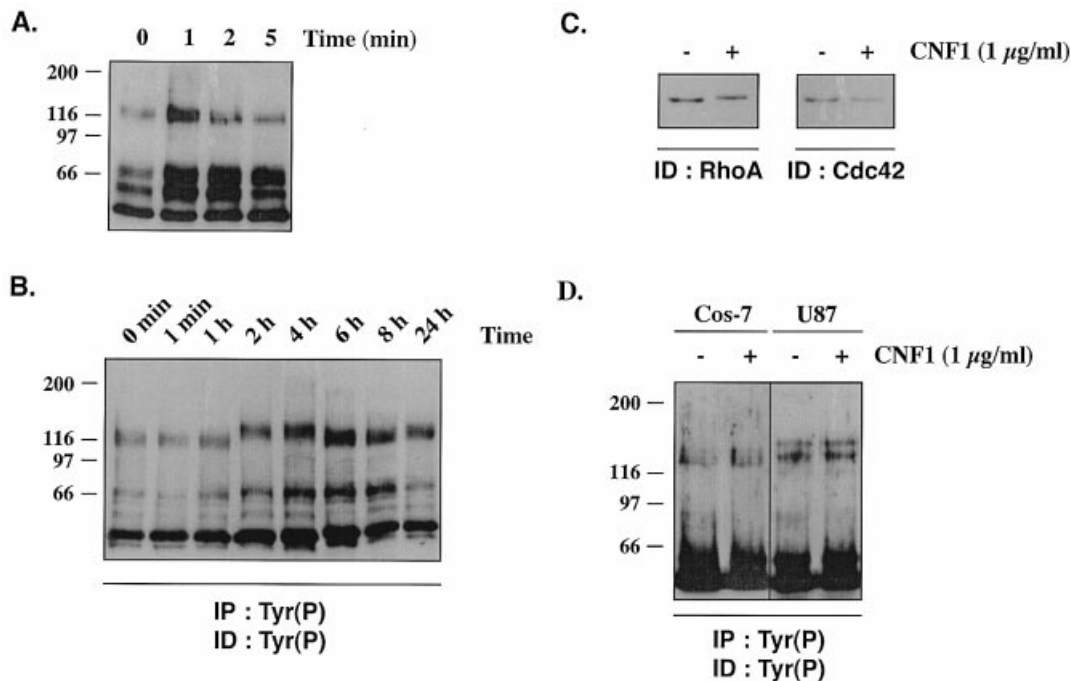 A.
0 1 2 5 Time (min)
200
116
97
66
B.
0 min 1 min 1 h 2 h 4 h 6 h 8 h 24 h Time
200
116
97
66
IP : Tyr(P)
ID : Tyr(P)
C.
- + - + CNF1 (1 µg/ml)
ID : RhoA ID : Cdc42
D.
Cos-7 U87
- + - + CNF1 (1 µg/ml)
200
116
97
66
IP : Tyr(P)
ID : Tyr(P)